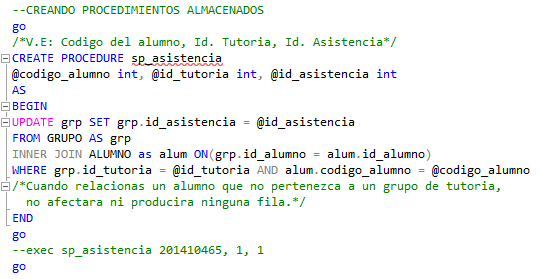 --CREANDO PROCEDIMIENTOS ALMACENADOS
go
/*V.E: Codigo del alumno, Id. Tutoria, Id. Asistencia*/
CREATE PROCEDURE sp_asistencia
@codigo_alumno int, @id_tutoria int, @id_asistencia int
AS
BEGIN
UPDATE grp SET grp.id_asistencia = @id_asistencia
FROM GRUPO AS grp
INNER JOIN ALUMNO as alum ON(grp.id_alumno = alum.id_alumno)
WHERE grp.id_tutoria = @id_tutoria AND alum.codigo_alumno = @codigo_alumno
/*Cuando relacionas un alumno que no pertenezca a un grupo de tutoria,
no afectara ni producira ninguna fila.*/
END
go
--exec sp_asistencia 201410465, 1, 1
go